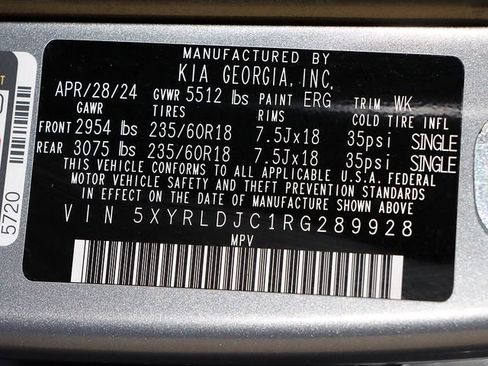 MANUFACTURED BY
KIA GEORGIA, INC.
APR/28/24 GVWR 5512 lbs PAINT ERG TRIM WK
GAWR TIRES RIMS COLD TIRE INFL
FRONT 2954 lbs 235/60R18 7.5Jx18 35psi SINGLE
REAR 3075 lbs 235/60R18 7.5Jx18 35psi SINGLE
THIS VEHICLE CONFORMS TO ALL APPLICABLE U.S.A. FEDERAL
MOTOR VEHICLE SAFETY AND THEFT PREVENTION STANDARDS
IN EFFECT ON THE DATE OF MANUFACTURE SHOWN ABOVE
VIN 5XYRLDJC1RG289928
MPV
5720